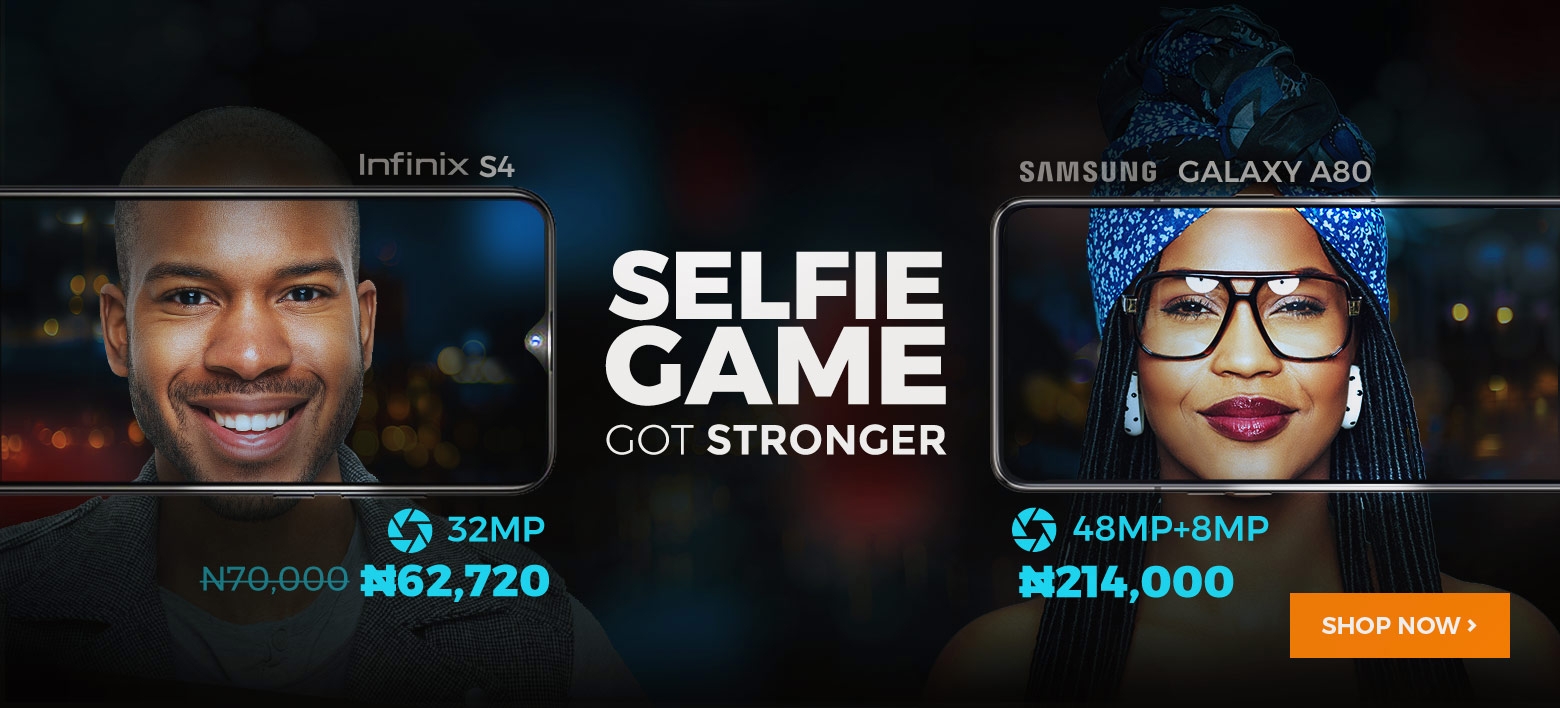 Infinix S4
32MP
₦70,000 ₦62,720
SELFIE
GAME
GOT STRONGER
SAMSUNG GALAXY A80
48MP+8MP
₦214,000
SHOP NOW ›